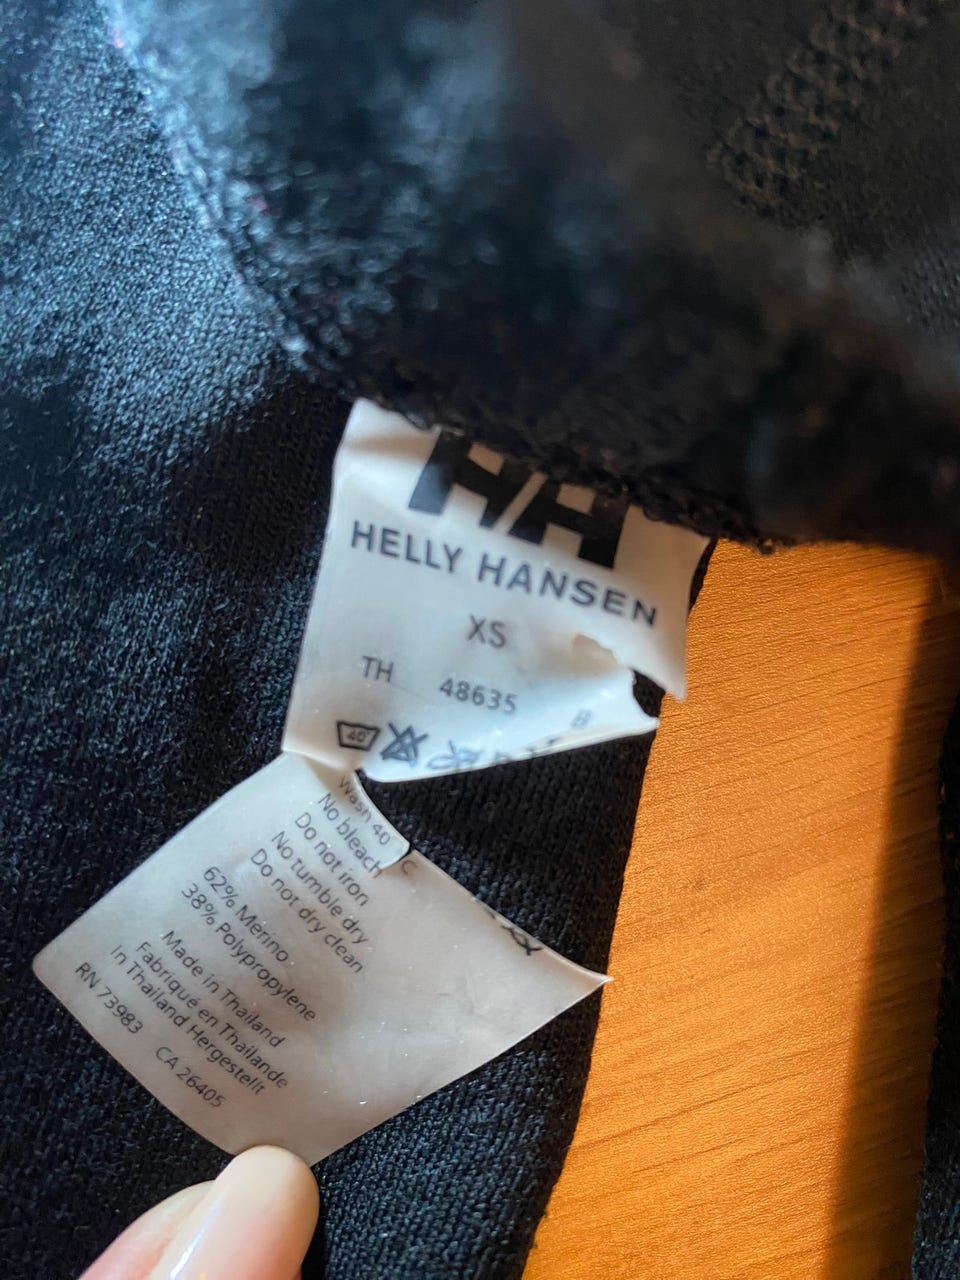 HH
HELLY HANSEN
XS
TH 48635
40°
Wash 40 C
No bleach
Do not iron
No tumble dry
Do not dry clean
62% Merino
38% Polypropylene
Made in Thailand
Fabriqué en Thaïlande
In Thailand Hergestellt
RN 73983 CA 26405